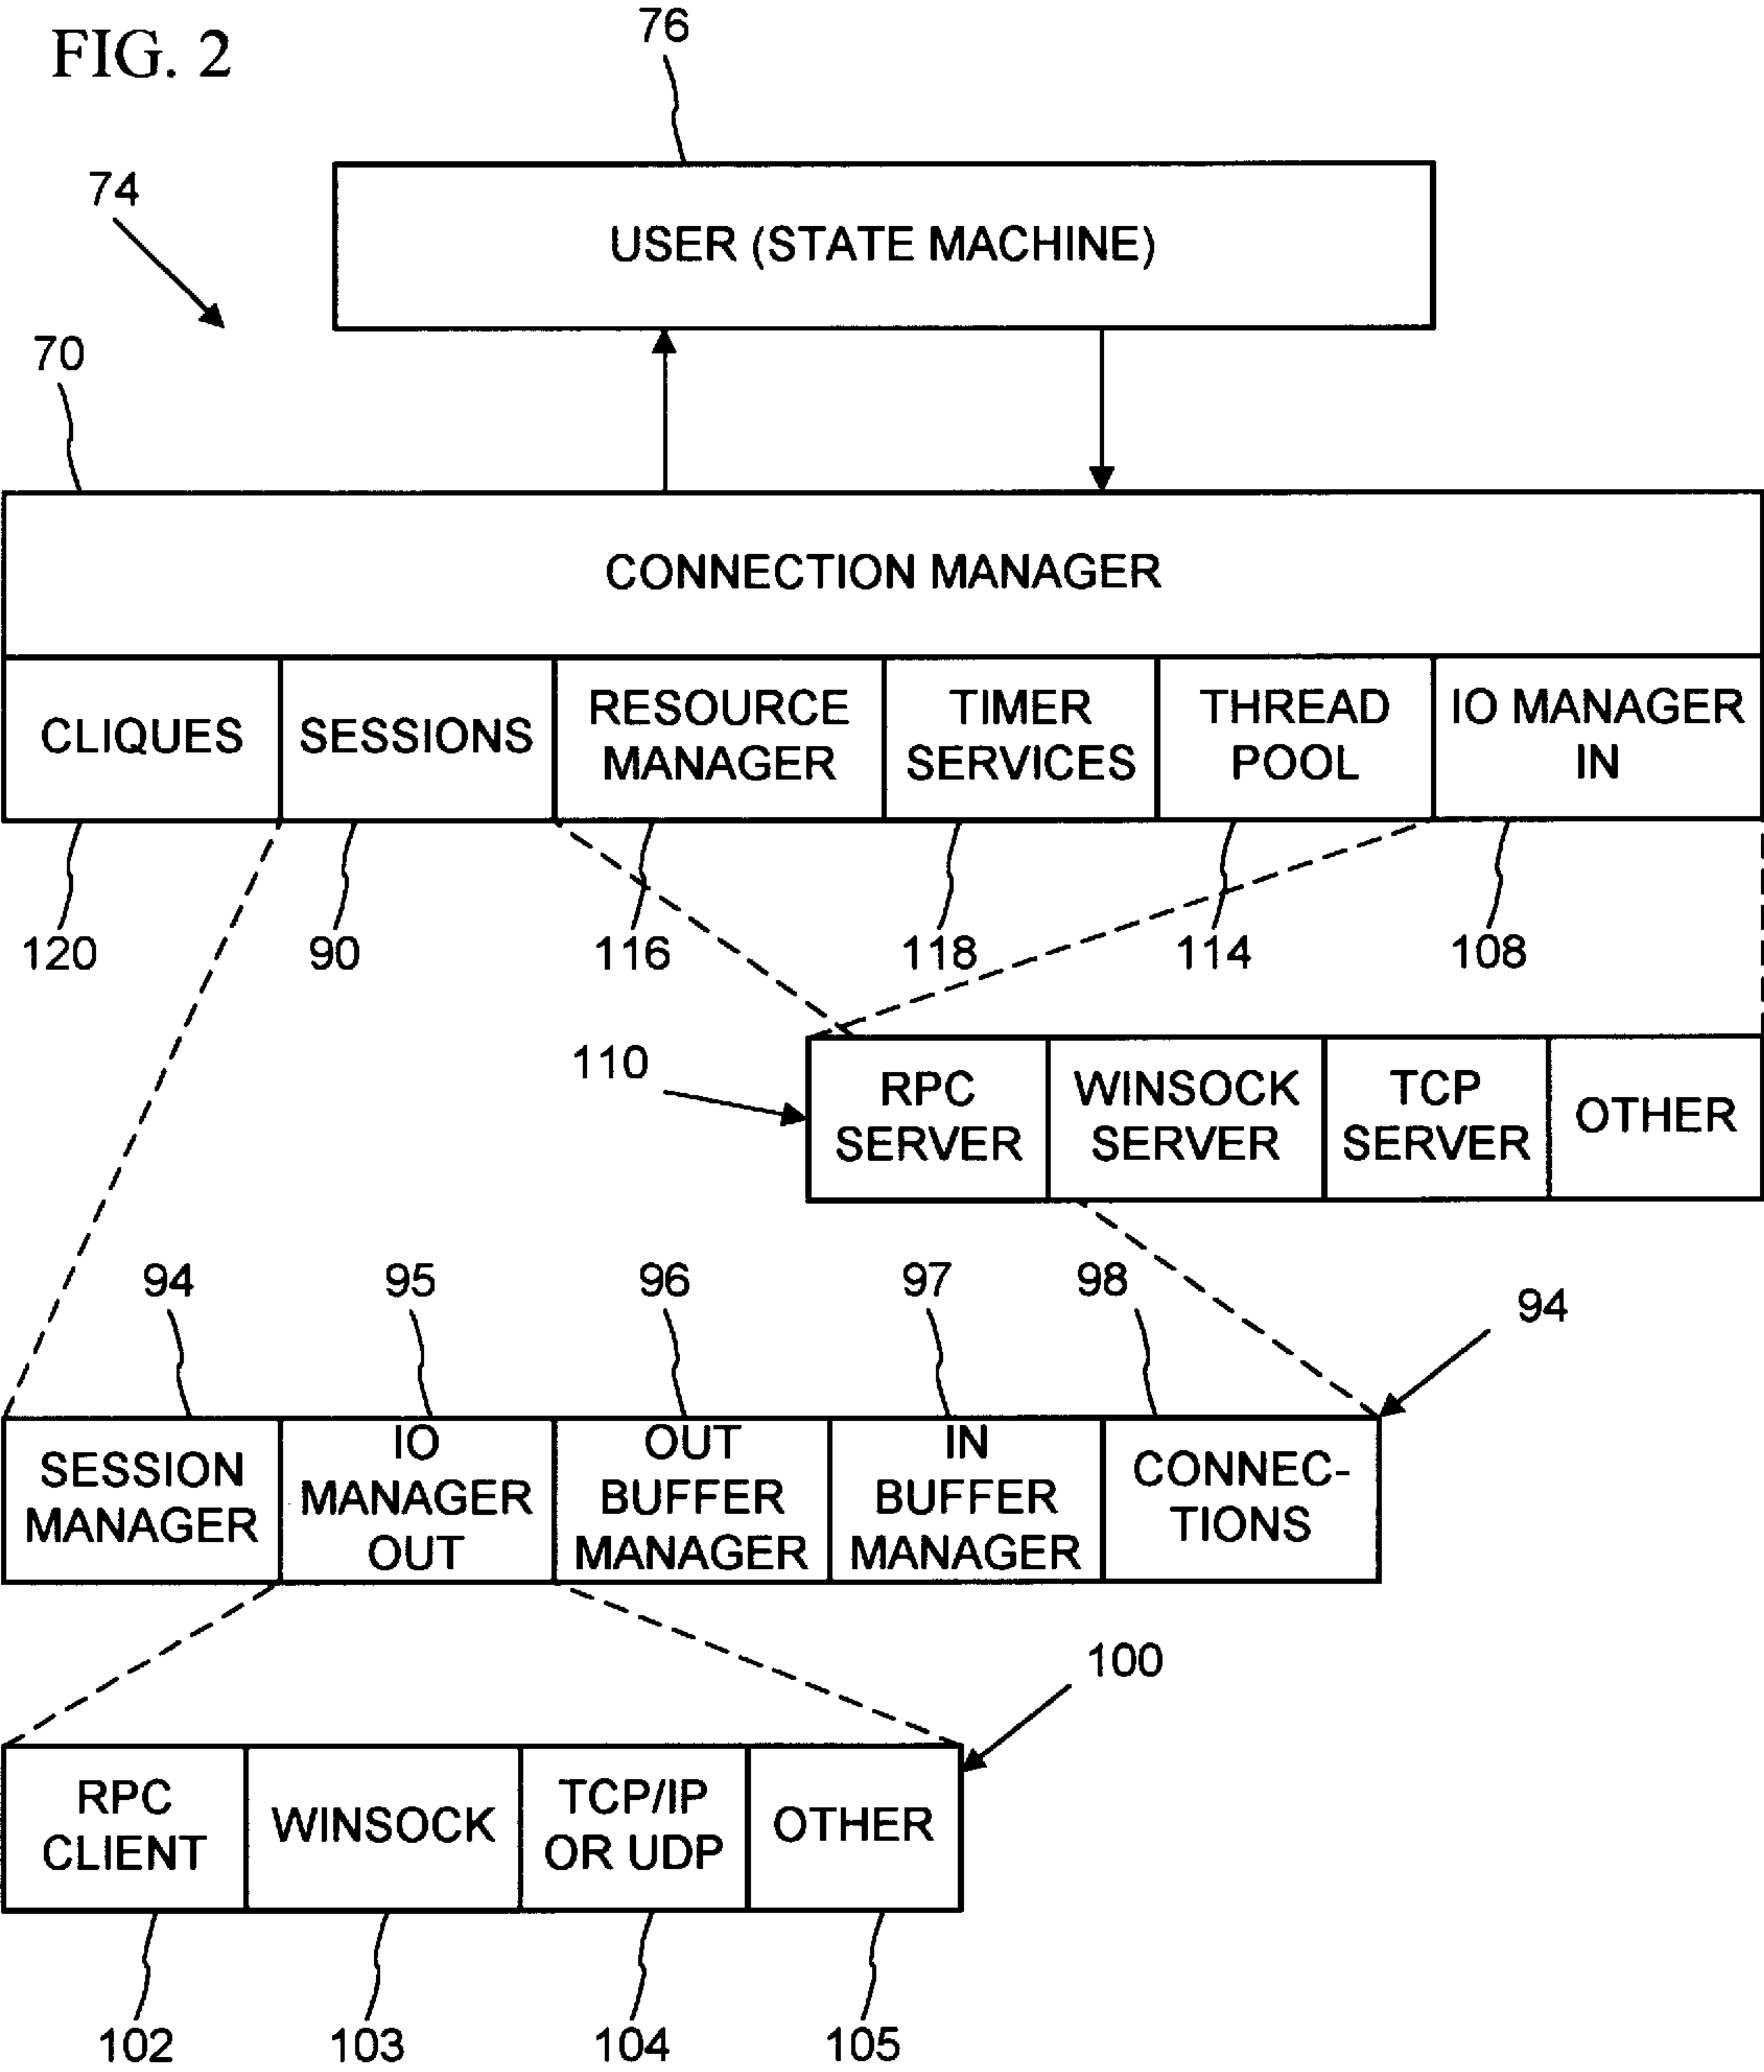 FIG. 2
76
74
USER (STATE MACHINE)
70
CONNECTION MANAGER
CLIQUES
SESSIONS
RESOURCE
MANAGER
TIMER
SERVICES
THREAD
POOL
IO MANAGER
IN
120
90
116
118
114
108
110
RPC
SERVER
WINSOCK
SERVER
TCP
SERVER
OTHER
94
95
96
97
98
94
SESSION
MANAGER
IO
MANAGER
OUT
OUT
BUFFER
MANAGER
IN
BUFFER
MANAGER
CONNEC-
TIONS
100
RPC
CLIENT
WINSOCK
TCP/IP
OR UDP
OTHER
102
103
104
105